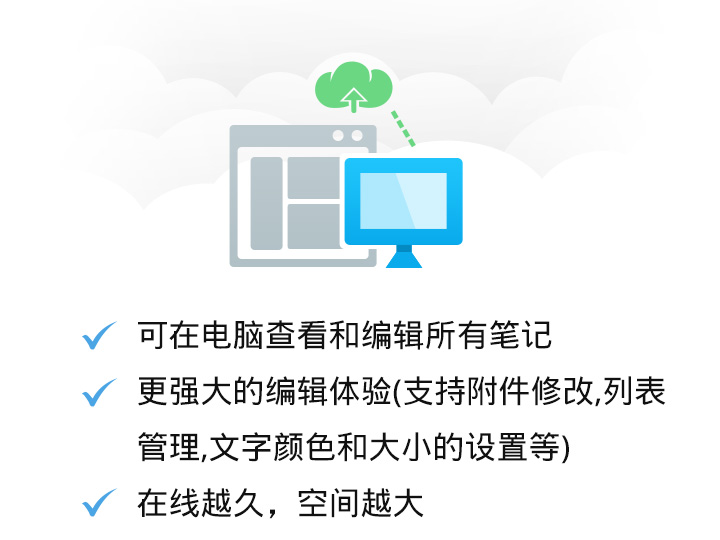 可在电脑查看和编辑所有笔记
更强大的编辑体验(支持附件修改,列表
管理,文字颜色和大小的设置等)
在线越久，空间越大